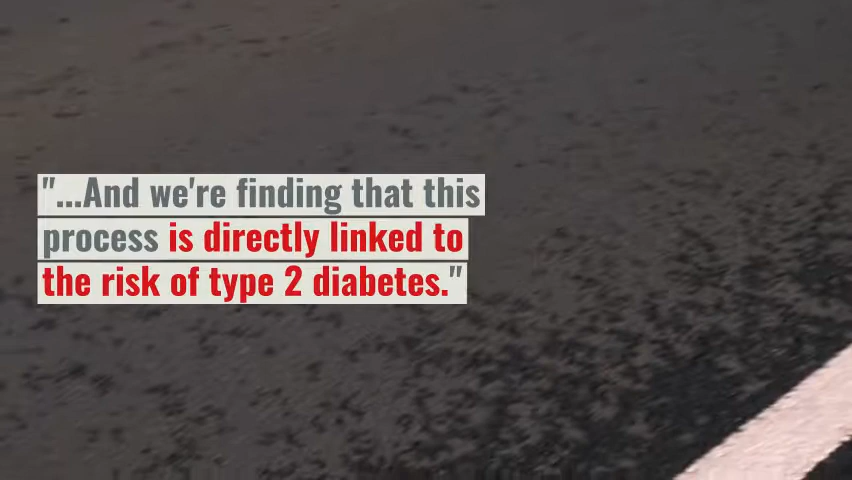 "...And we're finding that this
process is directly linked to
the risk of type 2 diabetes."